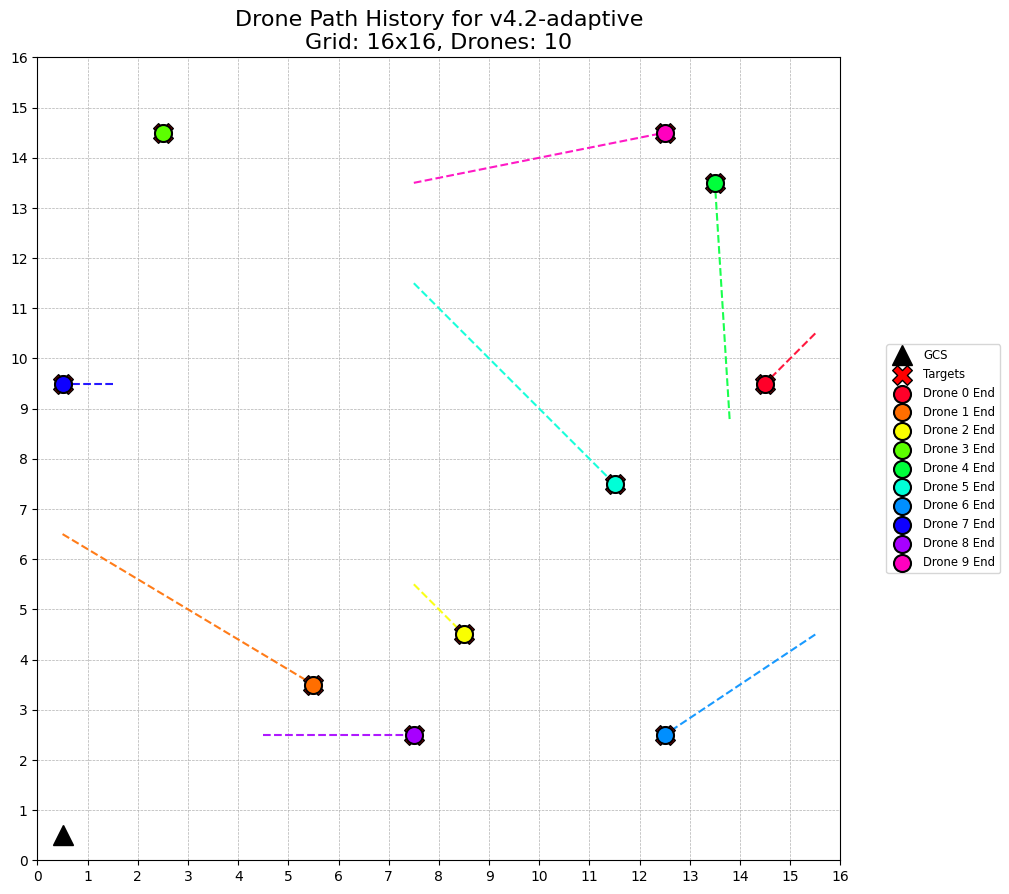 Drone Path History for v4.2-adaptive
Grid: 16x16, Drones: 10
16
15
14
13
12
11
10
9
8
7
6
5
4
3
2
1
0
0 1 2 3 4 5 6 7 8 9 10 11 12 13 14 15 16
GCS
Targets
Drone 0 End
Drone 1 End
Drone 2 End
Drone 3 End
Drone 4 End
Drone 5 End
Drone 6 End
Drone 7 End
Drone 8 End
Drone 9 End